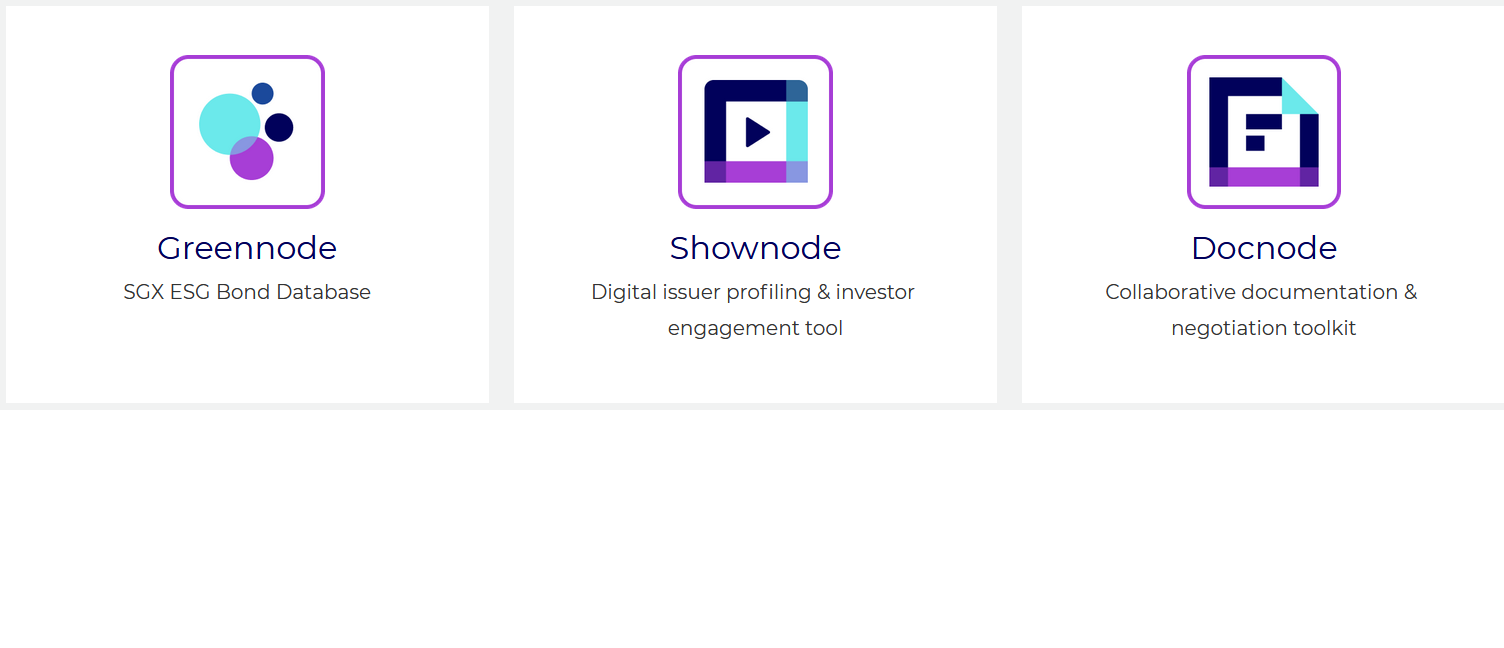 Greennode
SGX ESG Bond Database
Shownode
Digital issuer profiling & investor
engagement tool
Docnode
Collaborative documentation &
negotiation toolkit